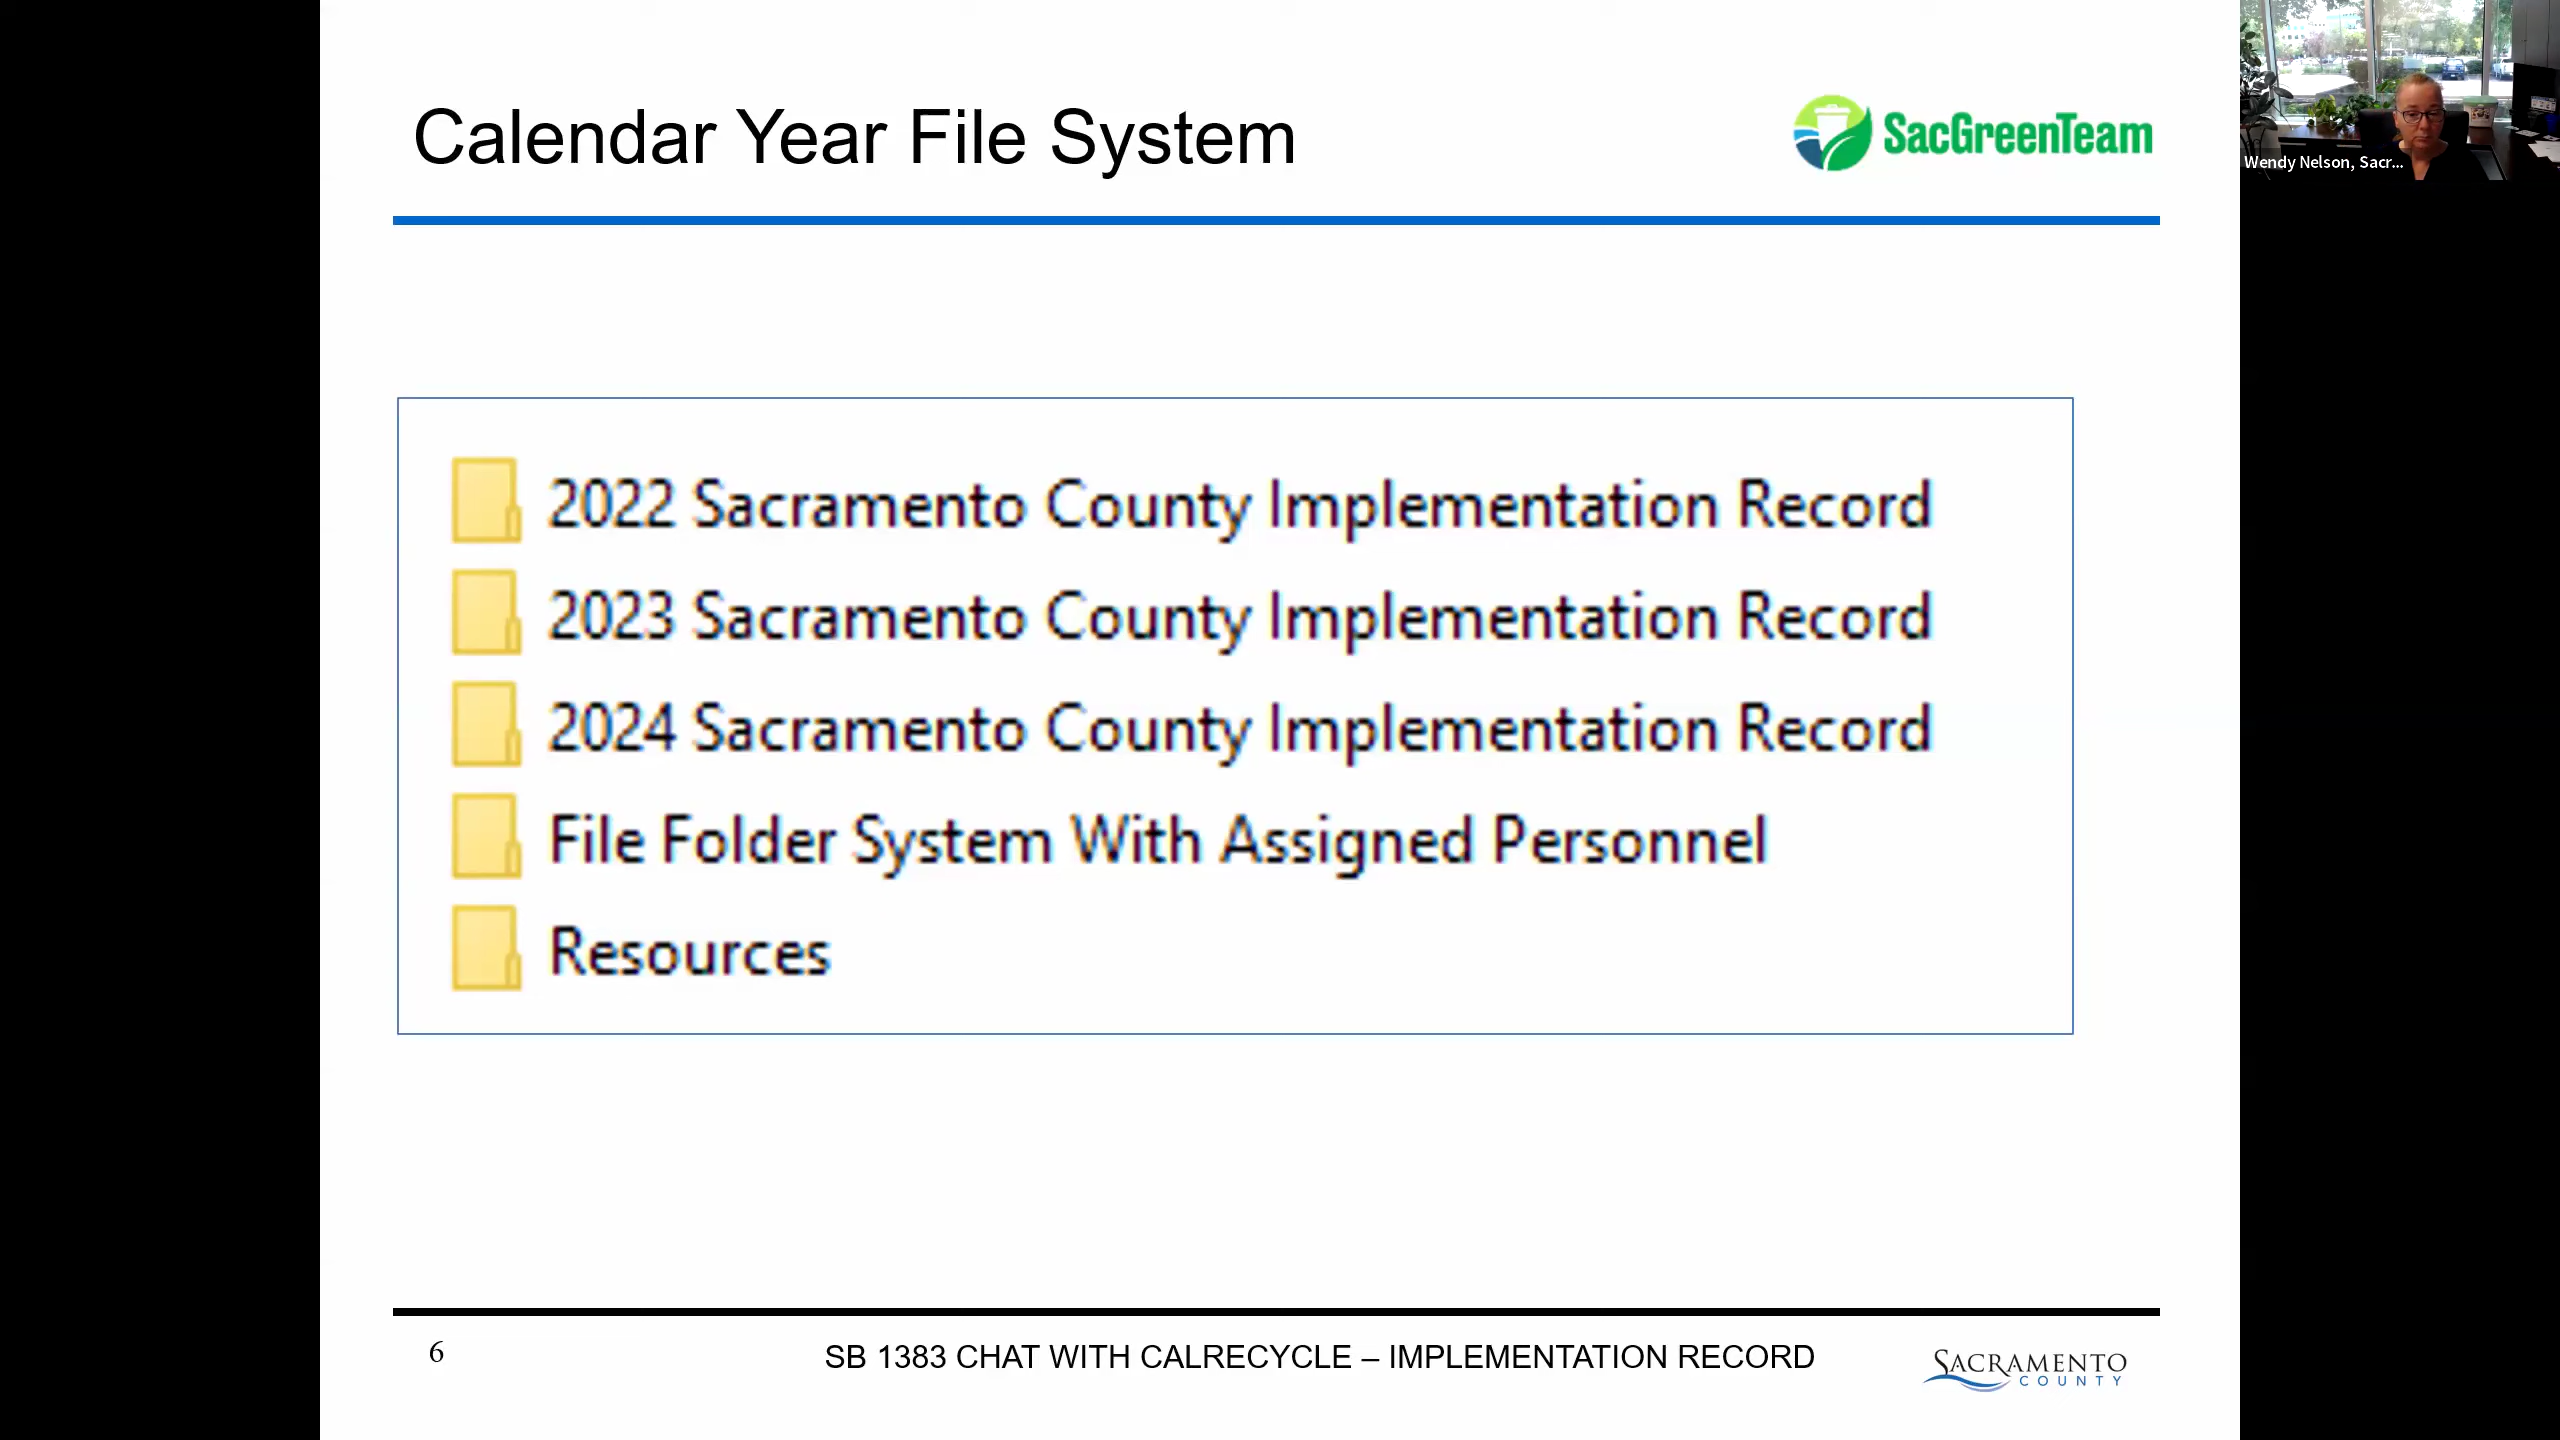 Calendar Year File System
SacGreenTeam
Wendy Nelson, Sacr...
2022 Sacramento County Implementation Record
2023 Sacramento County Implementation Record
2024 Sacramento County Implementation Record
File Folder System With Assigned Personnel
Resources
6
SB 1383 CHAT WITH CALRECYCLE – IMPLEMENTATION RECORD
SACRAMENTO
COUNTY